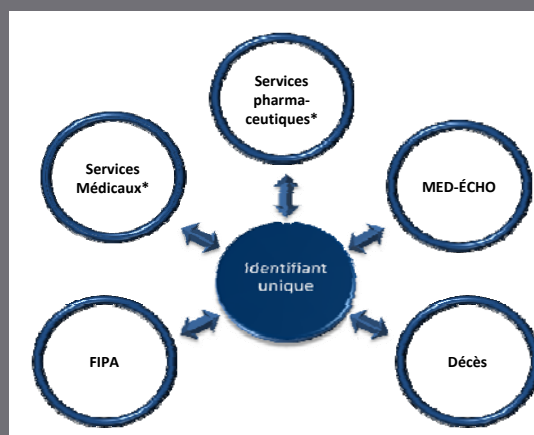 Services
pharma-
ceutiques*
Services
Médicaux*
MED-ÉCHO
Identifiant
unique
FIPA
Décès